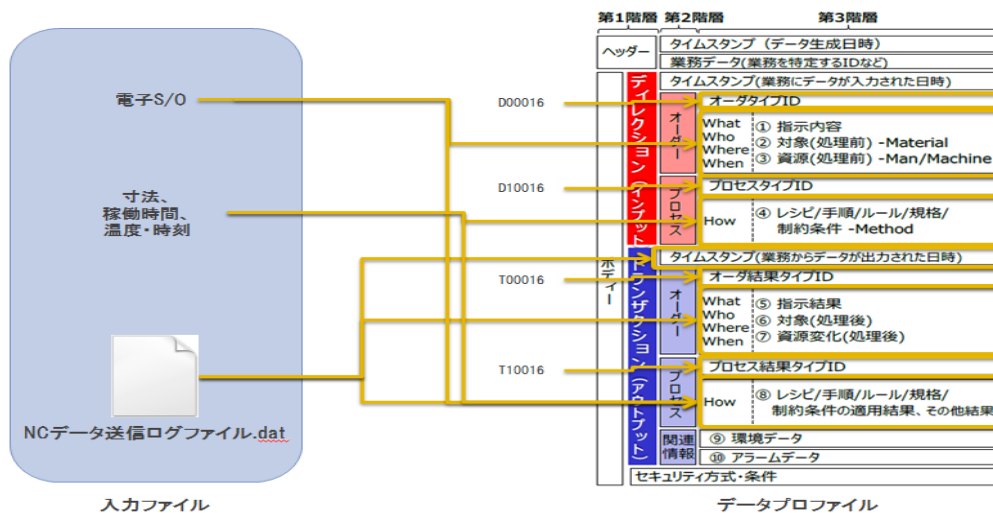 第1階層 第2階層 第3階層
ヘッダー
タイムスタンプ（データ生成日時）
業務データ(業務を特定するIDなど)
ボディー
ディレクション（インプット）
タイムスタンプ(業務にデータが入力された日時)
オーダー
オーダタイプID
What
Who
Where
When
① 指示内容
② 対象(処理前) -Material
③ 資源(処理前) -Man/Machine
プロセス
プロセスタイプID
How
④ レシピ/手順/ルール/規格/
制約条件 -Method
トランザクション（アウトプット）
タイムスタンプ(業務からデータが出力された日時)
オーダー
オーダ結果タイプID
What
Who
Where
When
⑤ 指示結果
⑥ 対象(処理後)
⑦ 資源変化(処理後)
プロセス
プロセス結果タイプID
How
⑧ レシピ/手順/ルール/規格/
制約条件の適用結果、その他結果
関連
情報
⑨ 環境データ
⑩ アラームデータ
セキュリティ方式・条件
データプロファイル
電子S/O
寸法、
稼働時間、
温度・時刻
NCデータ送信ログファイル.dat
入力ファイル
D00016
D10016
T00016
T10016